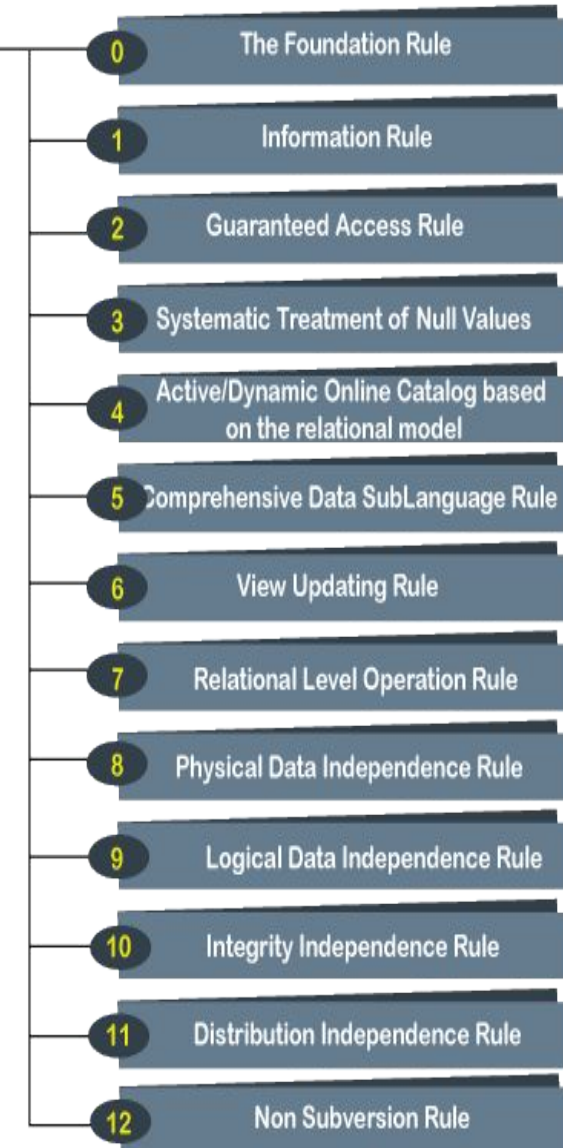 0 The Foundation Rule
1 Information Rule
2 Guaranteed Access Rule
3 Systematic Treatment of Null Values
4 Active/Dynamic Online Catalog based
on the relational model
5 Comprehensive Data SubLanguage Rule
6 View Updating Rule
7 Relational Level Operation Rule
8 Physical Data Independence Rule
9 Logical Data Independence Rule
10 Integrity Independence Rule
11 Distribution Independence Rule
12 Non Subversion Rule